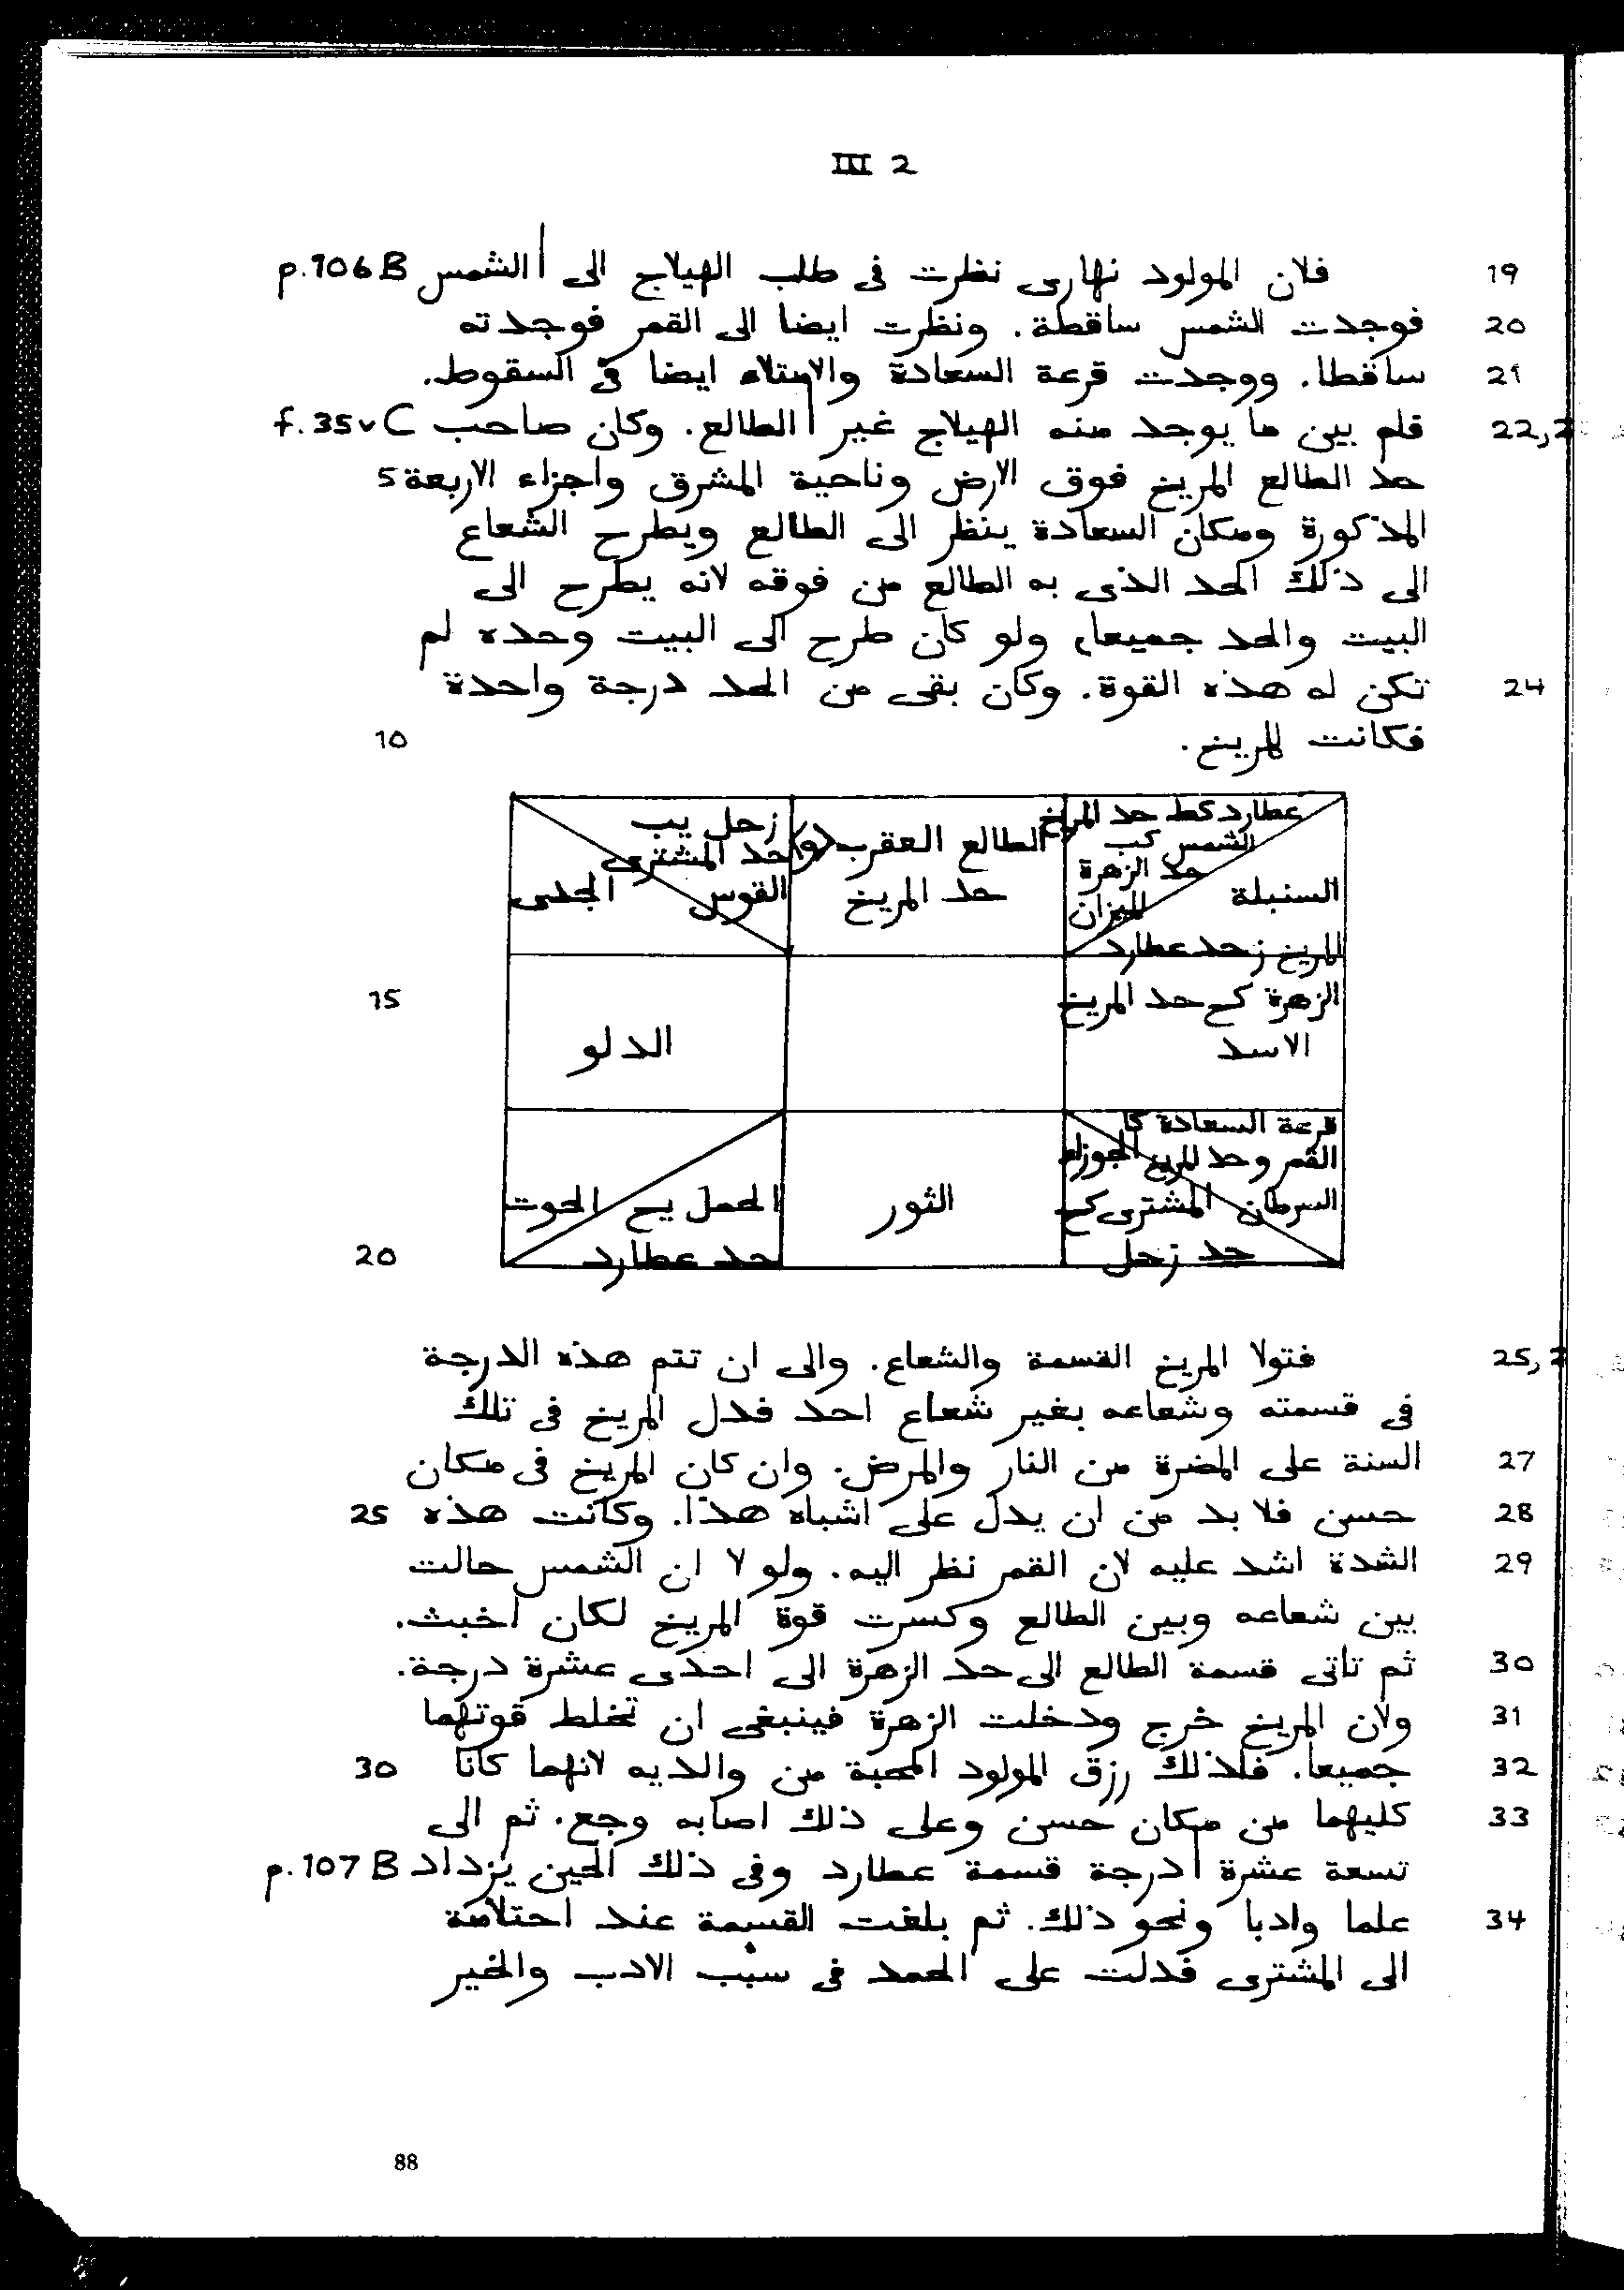 III 2
19 فلان المولود نهارى نظرت فى طلب الهيلاج الى | الشمس p.106B
20 فوجدت الشمس ساقطة. ونظرت ايضا الى القمر فوجدته
21 ساقطا. ووجدت قرعة السعادة والامتلاء ايضا فى السقوط.
22,2 فلم يبن ما يوجد منه الهيلاج غير | الطالع. وكان صاحب f.35vC
حد الطالع المريخ فوق الارض وناحية المشرق واجزاء الاربعة 5
المذكورة ومكان السعادة ينظر الى الطالع ويطرح الشعاع
الى ذلك الحد الذى به الطالع من فوقه لانه يطرح الى
البيت والحد جميعا، ولو كان طرح الى البيت وحده لم
24 تكن له هذه القوة. وكان بقى من الحد درجة واحدة
فكانت للمريخ. 10
عطارد كط حد المريخ
الشمس كب
حد الزهرة
الميزان
السنبلة
الطالع العقرب <و>
حد المريخ
زحل يب
حد المشترى
القوس
الجدى
المريخ ز حد عطارد
الزهرة كح حد المريخ
الاسد
الدلو
15
قرعة السعادة كا
القمر و حد المريخ الجوزاء
السرطان المشترى كح
حد زحل
الثور
الحمل يح الحوت
حد عطارد
20
25,2 فتولا المريخ القسمة والشعاع. والى ان تتم هذه الدرجة
فى قسمته وشعاعه بغير شعاع احد فدل المريخ فى تلك
27 السنة على المضرة من النار والمرض. وان كان المريخ فى مكان
28 حسن فلا بد من ان يدل على اشباه هذا. وكانت هذه 25
29 الشدة اشد عليه لان القمر نظر اليه. ولو لا ان الشمس حالت
بين شعاعه وبين الطالع وكسرت قوة المريخ لكان اخبث.
30 ثم تاتى قسمة الطالع الى حد الزهرة الى احدى عشرة درجة.
31 ولان المريخ خرج ودخلت الزهرة فينبغى ان تخلط قوتهما
32 جميعا. فلذلك رزق المولود المحبة من والديه لانهما كانا 30
33 كليهما من مكان حسن وعلى ذلك اصابه وجع. ثم الى
تسعة عشرة | درجة قسمة عطارد وفى ذلك الحين يزداد p.107B
34 علما وادبا ونحو ذلك. ثم بلغت القسمة عند احتلامه
الى المشترى فدلت على الحمد فى سبب الادب والخير
88